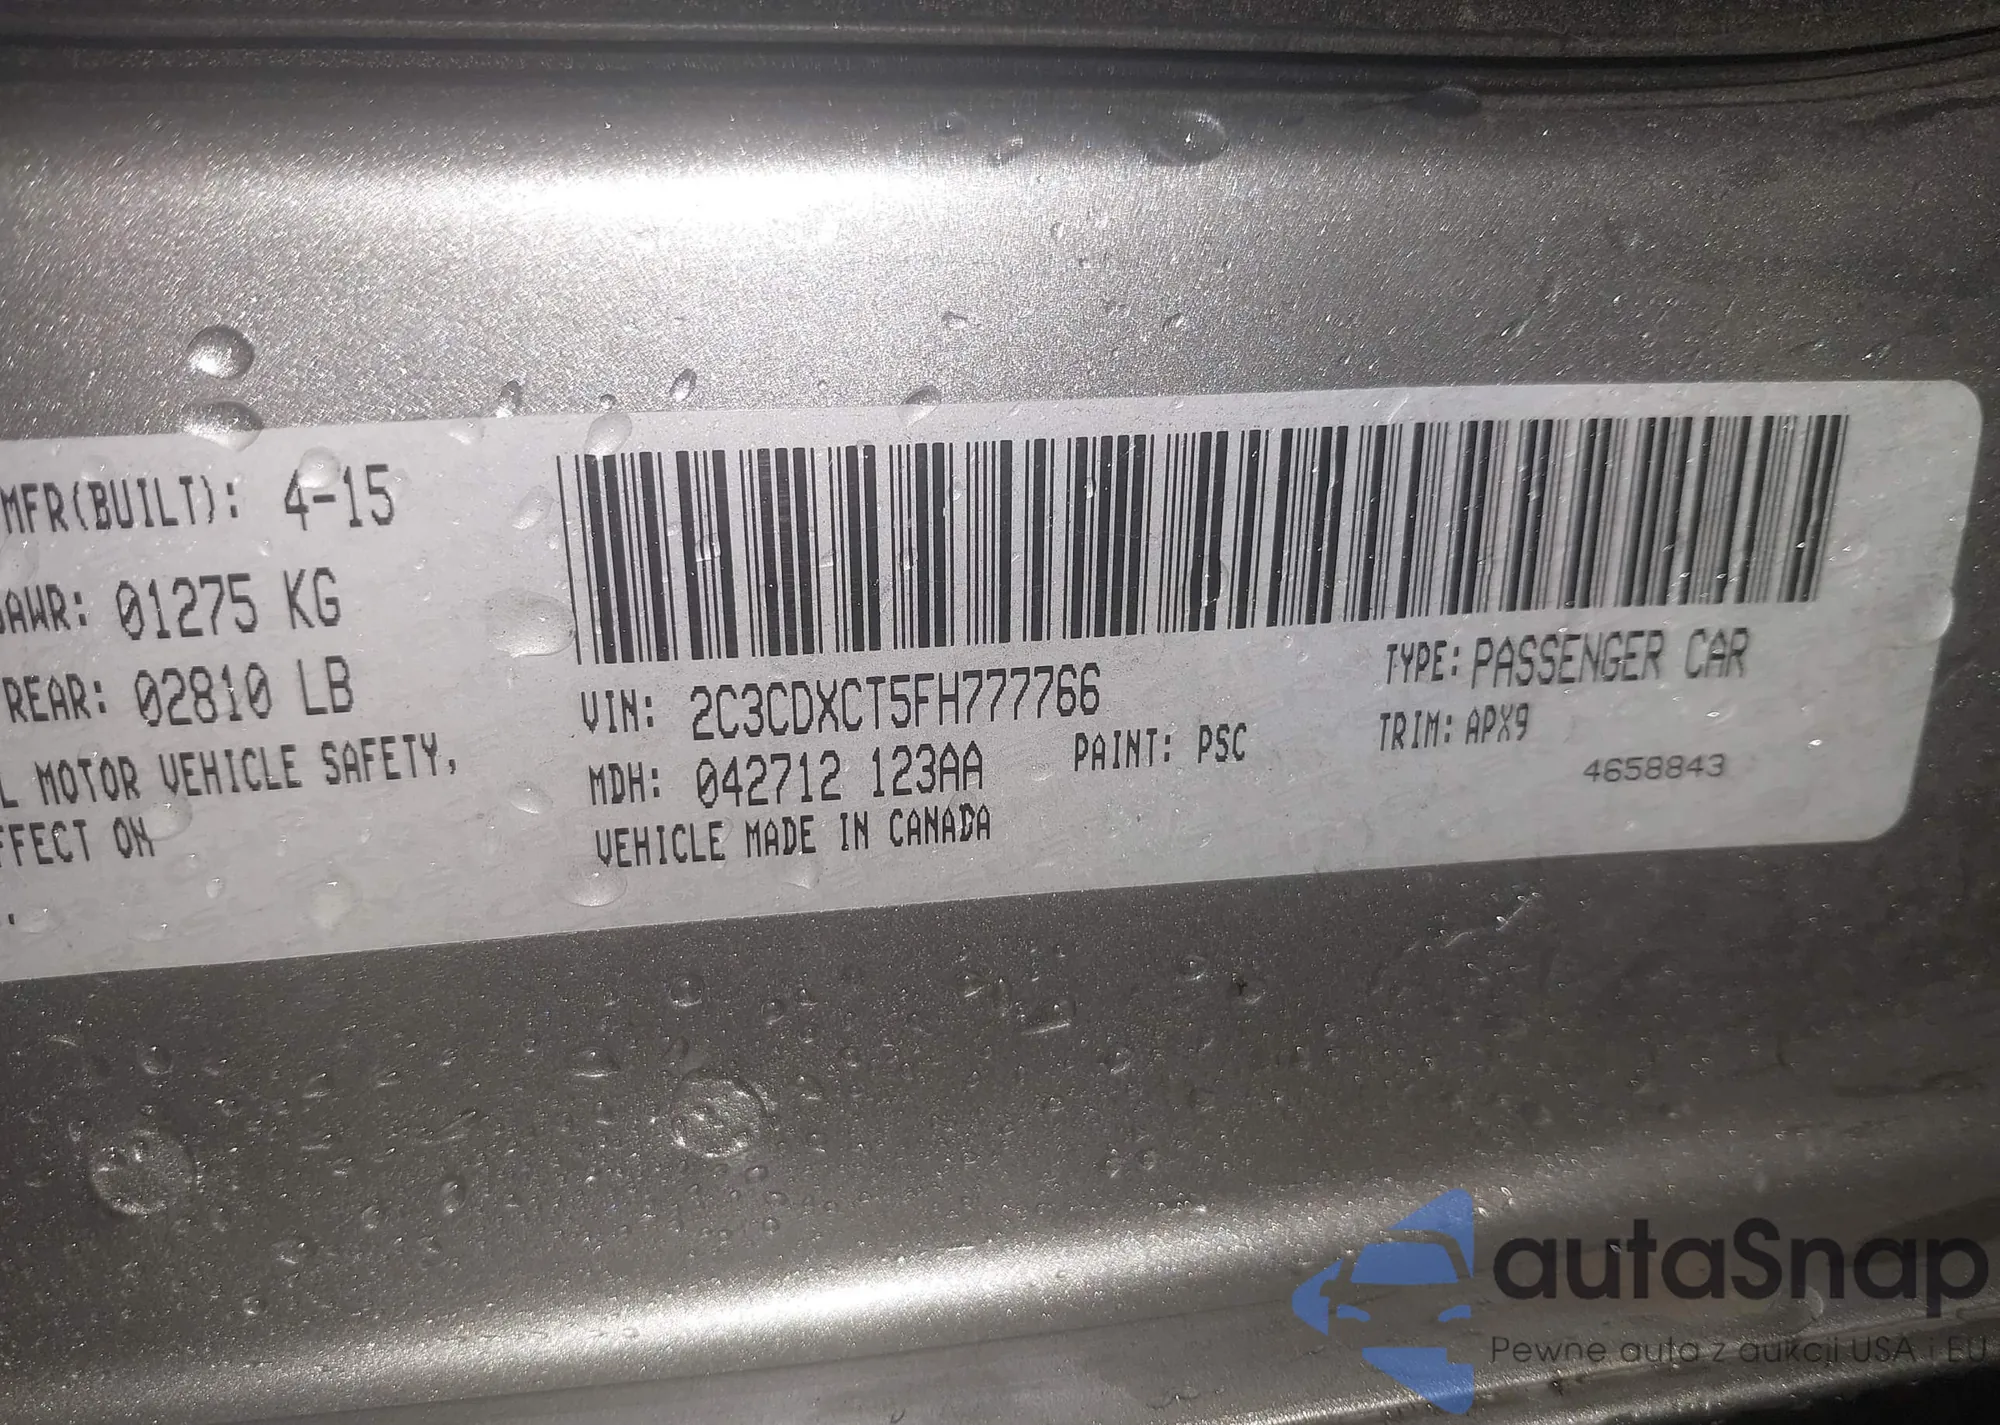 MFR(BUILT): 4-15
GAWR: 01275 KG
REAR: 02810 LB
L MOTOR VEHICLE SAFETY,
FFECT ON
VIN: 2C3CDXCT5FH777766
TYPE: PASSENGER CAR
MDH: 042712 123AA
PAINT: PSC
TRIM: APX9
4658843
VEHICLE MADE IN CANADA
autaSnap
Pewne auta z aukcji USA i EU